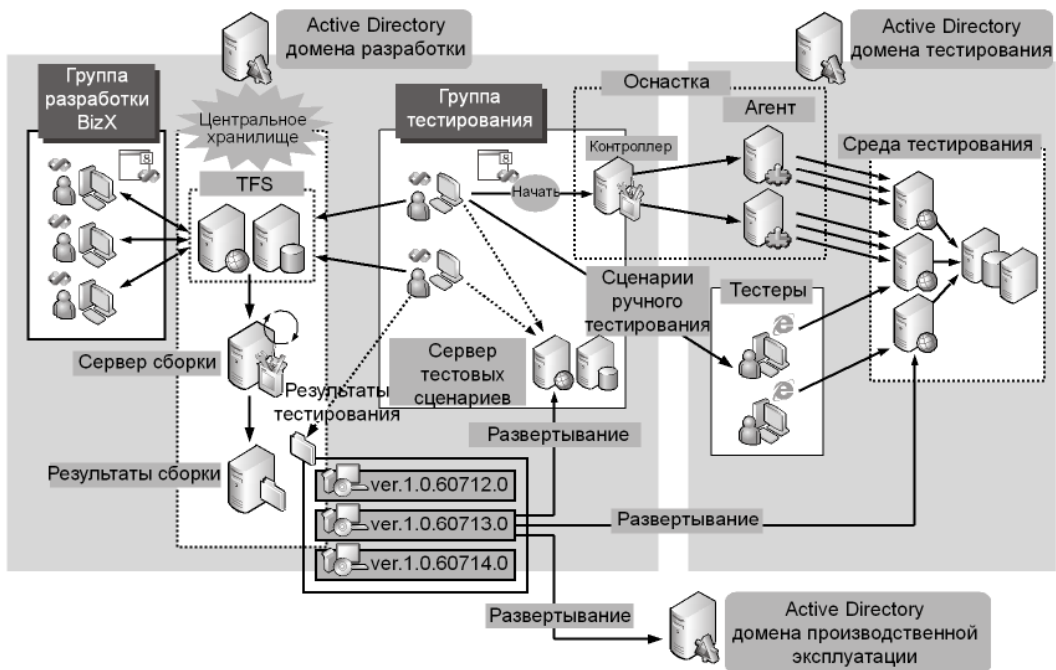 Active Directory
домена разработки
Active Directory
домена тестирования
Группа
разработки
BizX
Центральное
хранилище
TFS
Группа
тестирования
Оснастка
Агент
Контроллер
Начать
Среда тестирования
Сценарии
ручного
тестирования
Тестеры
Сервер сборки
Сервер
тестовых
сценариев
Результаты
тестирования
Результаты сборки
Развертывание
ver.1.0.60712.0
ver.1.0.60713.0
ver.1.0.60714.0
Развертывание
Развертывание
Active Directory
домена производственной
эксплуатации